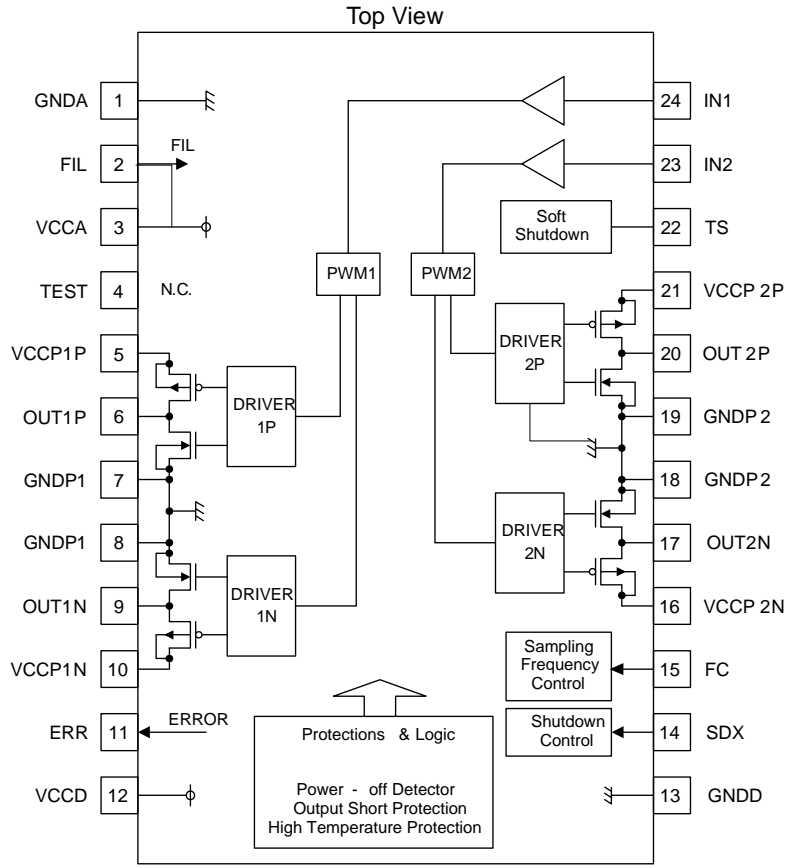 Top View
GNDA 1
24 IN1
FIL 2 FIL
23 IN2
VCCA 3
Soft
Shutdown
22 TS
PWM1
PWM2
TEST 4 N.C.
21 VCCP 2P
VCCP1P 5
DRIVER
2P
20 OUT 2P
OUT1P 6
DRIVER
1P
19 GNDP 2
GNDP1 7
18 GNDP 2
GNDP1 8
DRIVER
2N
17 OUT2N
OUT1N 9
DRIVER
1N
16 VCCP 2N
VCCP1N 10
Sampling
Frequency
Control
15 FC
ERR 11 ERROR
Protections & Logic
Power - off Detector
Output Short Protection
High Temperature Protection
Shutdown
Control
14 SDX
VCCD 12
13 GNDD